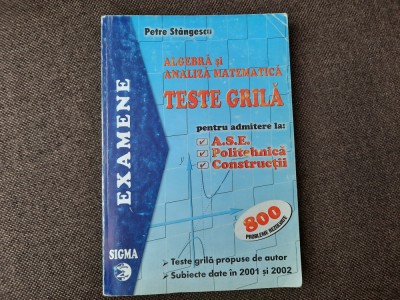 Petre Stângescu
ALGEBRĂ și
ANALIZĂ MATEMATICĂ
TESTE GRILĂ
pentru admitere la:
A.S.E.
Politehnică
Construcții
EXAMENE
800
PROBLEME REZOLVATE
SIGMA
Teste grilă propuse de autor
Subiecte date în 2001 și 2002